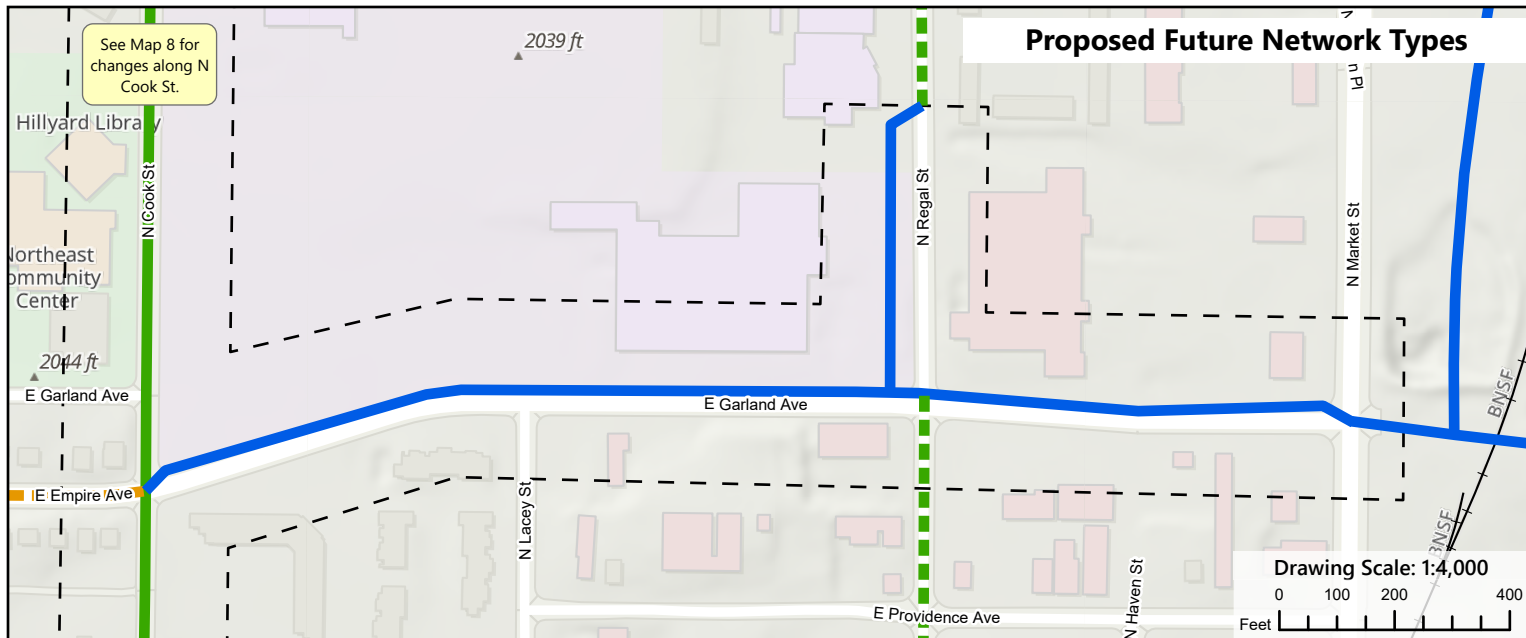 Proposed Future Network Types
See Map 8 for
changes along N
Cook St.
2039 ft
n Pl
Hillyard Library
N Cook St
N Regal St
N Market St
Northeast
Community
Center
2044 ft
E Garland Ave
E Garland Ave
BNSF
E Empire Ave
N Lacey St
BNSF
N Haven St
E Providence Ave
Drawing Scale: 1:4,000
0 100 200 400
Feet